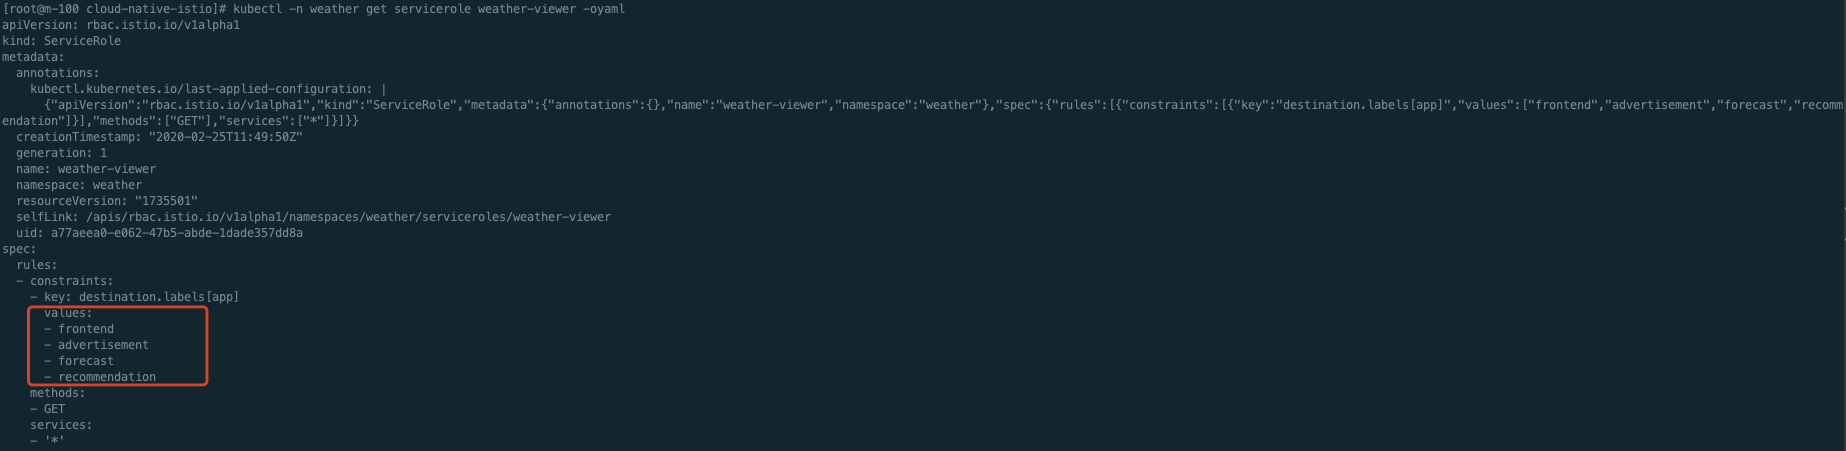 [root@m-100 cloud-native-istio]# kubectl -n weather get servicerole weather-viewer -oyaml
apiVersion: rbac.istio.io/v1alpha1
kind: ServiceRole
metadata:
  annotations:
    kubectl.kubernetes.io/last-applied-configuration: |
      {"apiVersion":"rbac.istio.io/v1alpha1","kind":"ServiceRole","metadata":{"annotations":{},"name":"weather-viewer","namespace":"weather"},"spec":{"rules":[{"constraints":[{"key":"destination.labels[app]","values":["frontend","advertisement","forecast","recomm
endation"]}],"methods":["GET"],"services":["*"]}]}}
  creationTimestamp: "2020-02-25T11:49:50Z"
  generation: 1
  name: weather-viewer
  namespace: weather
  resourceVersion: "1735501"
  selfLink: /apis/rbac.istio.io/v1alpha1/namespaces/weather/serviceroles/weather-viewer
  uid: a77aeea0-e062-47b5-abde-1dade357dd8a
spec:
  rules:
  - constraints:
    - key: destination.labels[app]
      values:
      - frontend
      - advertisement
      - forecast
      - recommendation
    methods:
    - GET
    services:
    - '*'